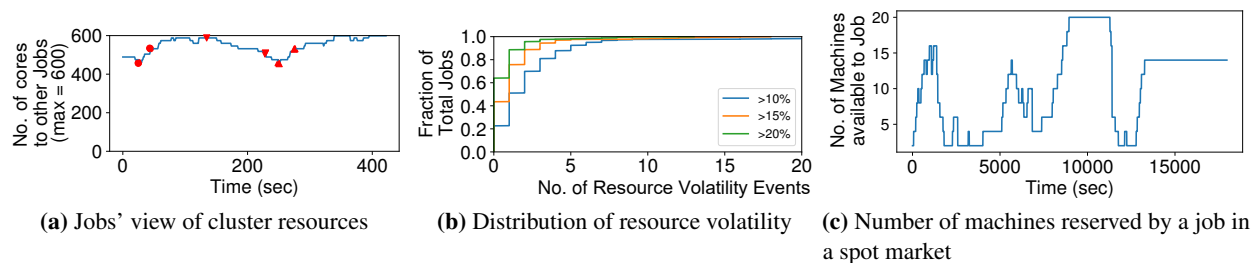 No. of cores
to other Jobs
(max = 600)
600
400
200
0
0
200
400
Time (sec)
(a) Jobs' view of cluster resources
Fraction of
Total Jobs
1.0
0.8
0.6
0.4
0.2
0.0
>10%
>15%
>20%
0
5
10
15
20
No. of Resource Volatility Events
(b) Distribution of resource volatility
No. of Machines
available to Job
20
15
10
5
0
5000
10000
15000
Time (sec)
(c) Number of machines reserved by a job in
a spot market